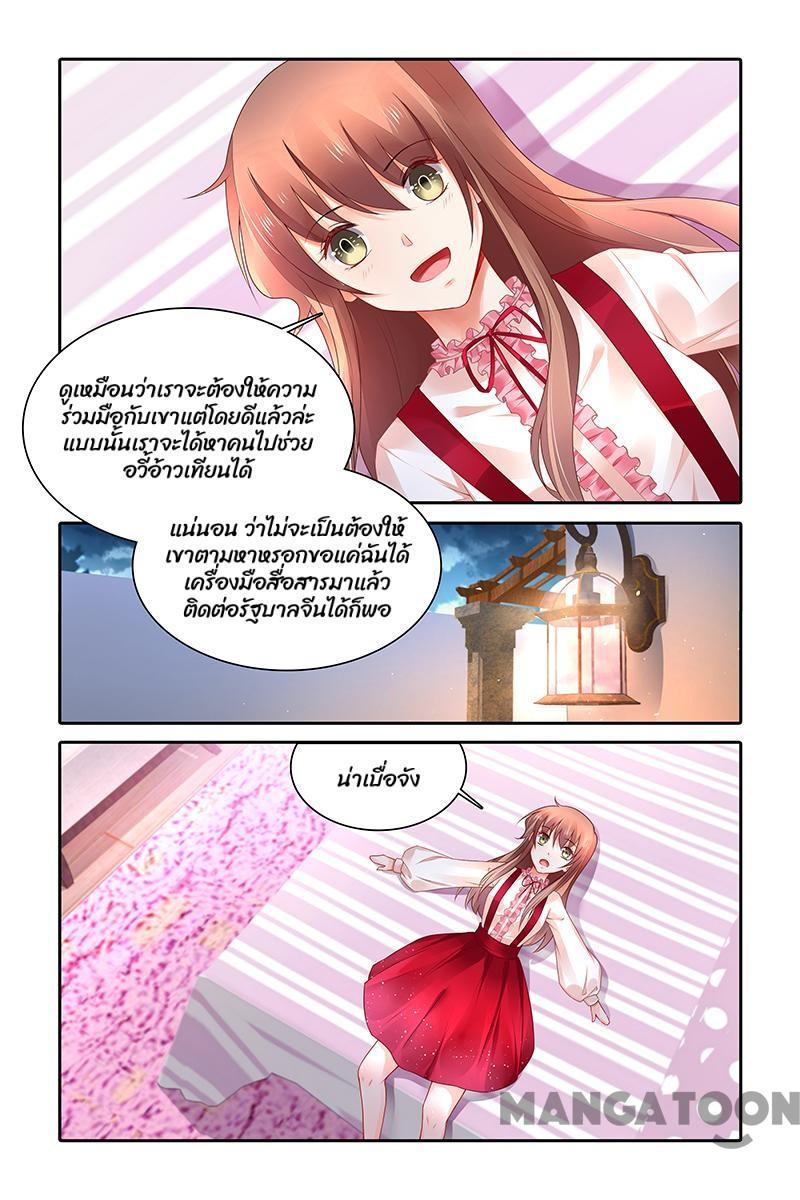 ดูเหมือนว่าเราจะต้องให้ความ
ร่วมมือกับเขาแต่โดยดีแล้วล่ะ
แบบนั้นเราจะได้หาคนไปช่วย
อวี้อ้าวเทียนได้
แน่นอน ว่าไม่จะเป็นต้องให้
เขาตามหาหรอกขอแค่ฉันได้
เครื่องมือสื่อสารมาแล้ว
ติดต่อรัฐบาลจีนได้ก็พอ
น่าเบื่อจัง
MANGATOON